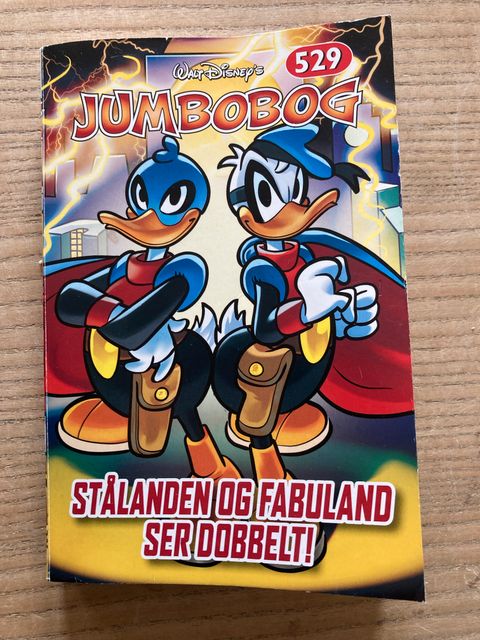 Walt Disney's
529
JUMBOBOG
STÅLANDEN OG FABULAND
SER DOBBELT!